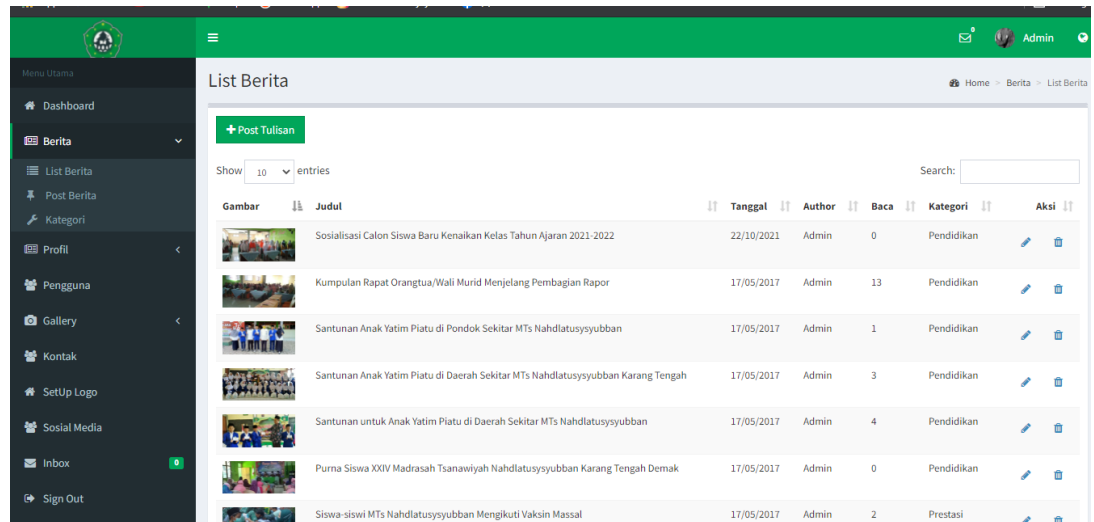 0
Admin
Menu Utama
List Berita
Home > Berita > List Berita
Dashboard
Berita
List Berita
Post Berita
Kategori
Profil
Pengguna
Gallery
Kontak
SetUp Logo
Sosial Media
Inbox 0
Sign Out
Post Tulisan
Show 10 entries
Search:
Gambar Judul Tanggal Author Baca Kategori Aksi
Sosialisasi Calon Siswa Baru Kenaikan Kelas Tahun Ajaran 2021-2022 22/10/2021 Admin 0 Pendidikan
Kumpulan Rapat Orangtua/Wali Murid Menjelang Pembagian Rapor 17/05/2017 Admin 13 Pendidikan
Santunan Anak Yatim Piatu di Pondok Sekitar MTs Nahdlatusysyubban 17/05/2017 Admin 1 Pendidikan
Santunan Anak Yatim Piatu di Daerah Sekitar MTs Nahdlatusysyubban Karang Tengah 17/05/2017 Admin 3 Pendidikan
Santunan untuk Anak Yatim Piatu di Daerah Sekitar MTs Nahdlatusysyubban 17/05/2017 Admin 4 Pendidikan
Purna Siswa XXIV Madrasah Tsanawiyah Nahdlatusysyubban Karang Tengah Demak 17/05/2017 Admin 0 Pendidikan
Siswa-siswi MTs Nahdlatusysyubban Mengikuti Vaksin Massal 17/05/2017 Admin 2 Prestasi